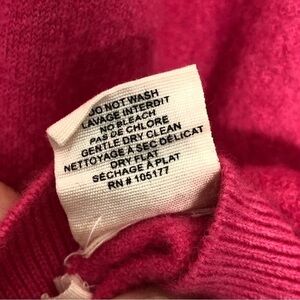 DO NOT WASH
LAVAGE INTERDIT
NO BLEACH
PAS DE CHLORE
GENTLE DRY CLEAN
NETTOYAGE À SEC DÉLICAT
DRY FLAT
SÉCHAGE À PLAT
RN # 105177